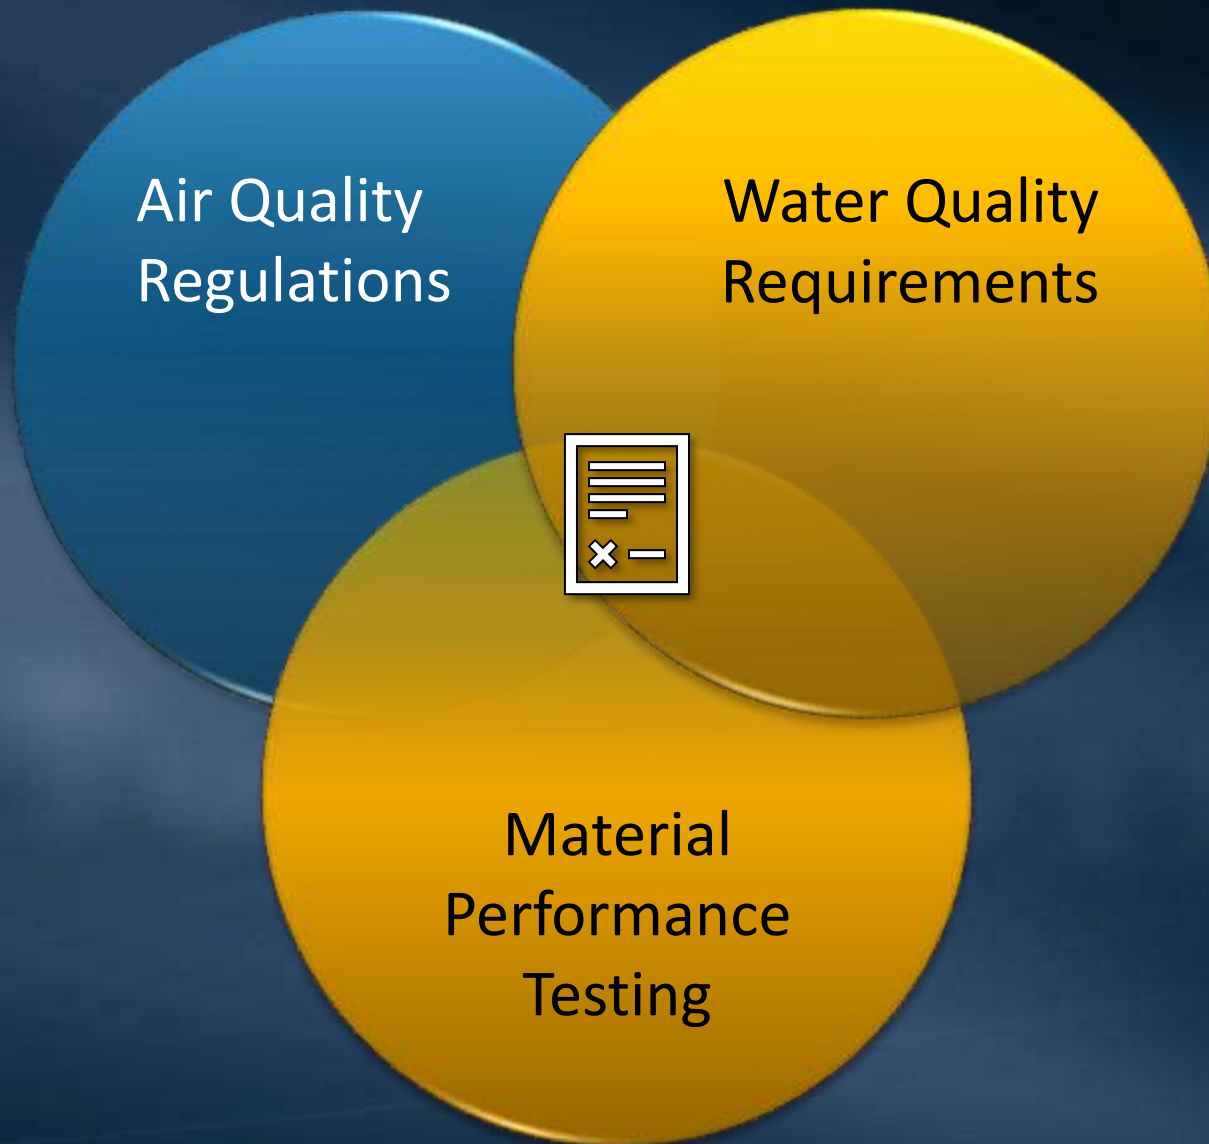 Air Quality
Regulations
Water Quality
Requirements
Material
Performance
Testing